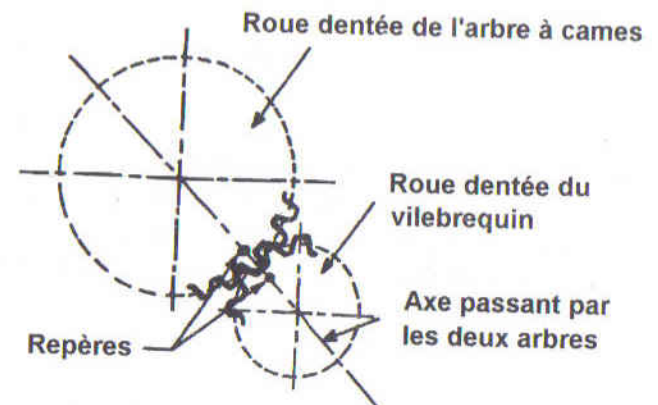 Roue dentée de l'arbre à cames
Roue dentée du
vilebrequin
Axe passant par
les deux arbres
Repères